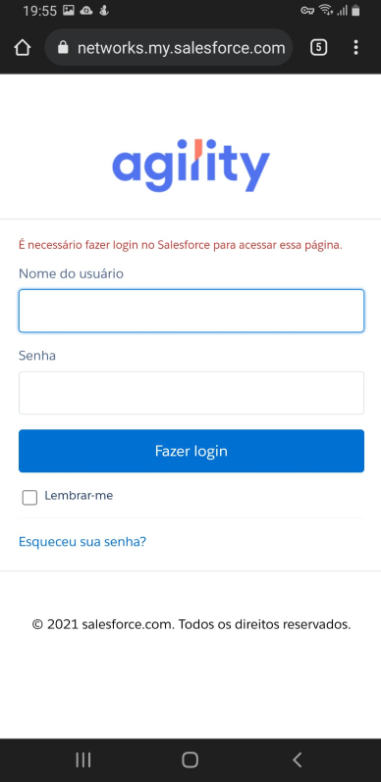 19:55
networks.my.salesforce.com
5
agility
É necessário fazer login no Salesforce para acessar essa página.
Nome do usuário
Senha
Fazer login
Lembrar-me
Esqueceu sua senha?
© 2021 salesforce.com. Todos os direitos reservados.